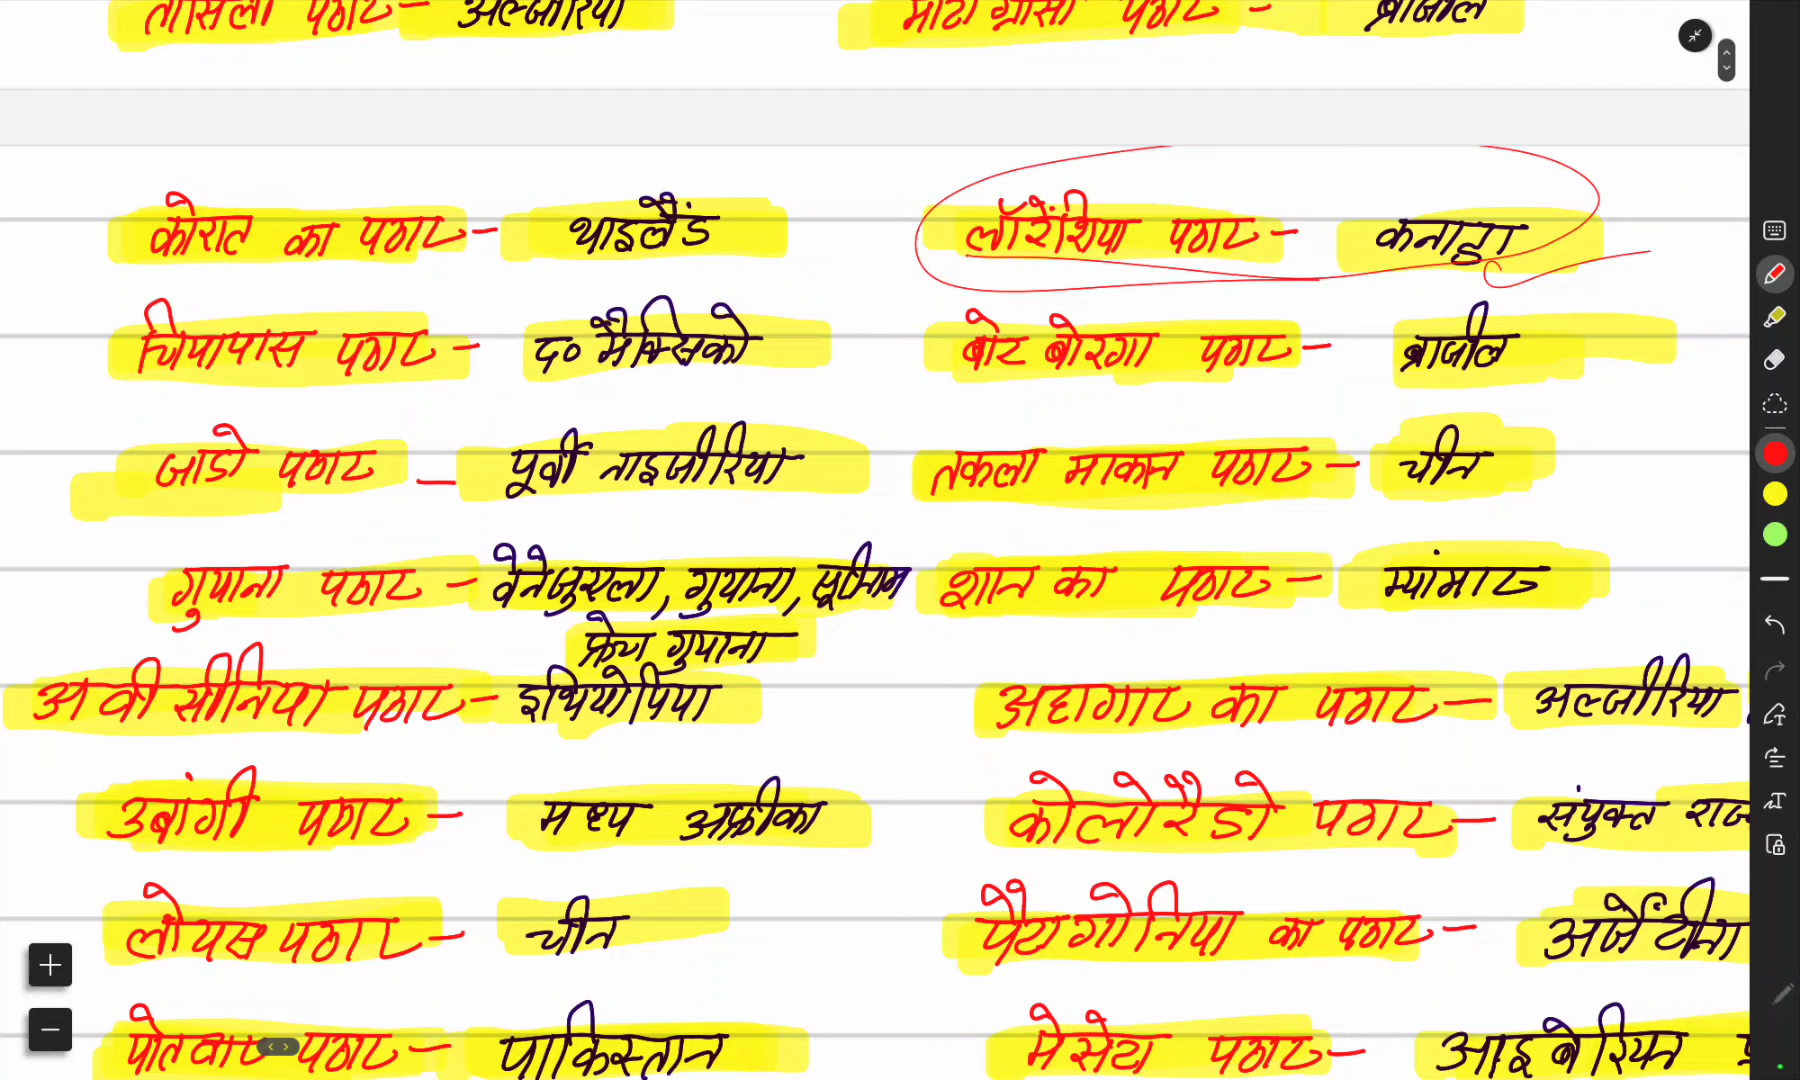 तासिली पठार - अल्जीरिया
माटो ग्रासो पठार - ब्राजील
कोरात का पठार - थाइलैंड
लॉरेंशिया पठार - कनाडा
चियापास पठार - द० मैक्सिको
बोर बोरेगा पठार - ब्राजील
जाडो पठार - पूर्वी नाइजीरिया
तकला माकान पठार - चीन
गुयाना पठार - वेनेजुएला, गुयाना, सूरीनाम
फ्रेंच गुयाना
शान का पठार - म्यांमार
अबीसीनिया पठार - इथियोपिया
अहागार का पठार - अल्जीरिया
उबांगी पठार - मध्य अफ्रीका
कोलोरैडो पठार - संयुक्त राज्
लोयस पठार - चीन
पैटागोनिया का पठार - अर्जेंटीना
पोतवार पठार - पाकिस्तान
मेसेटा पठार - आइबेरियन